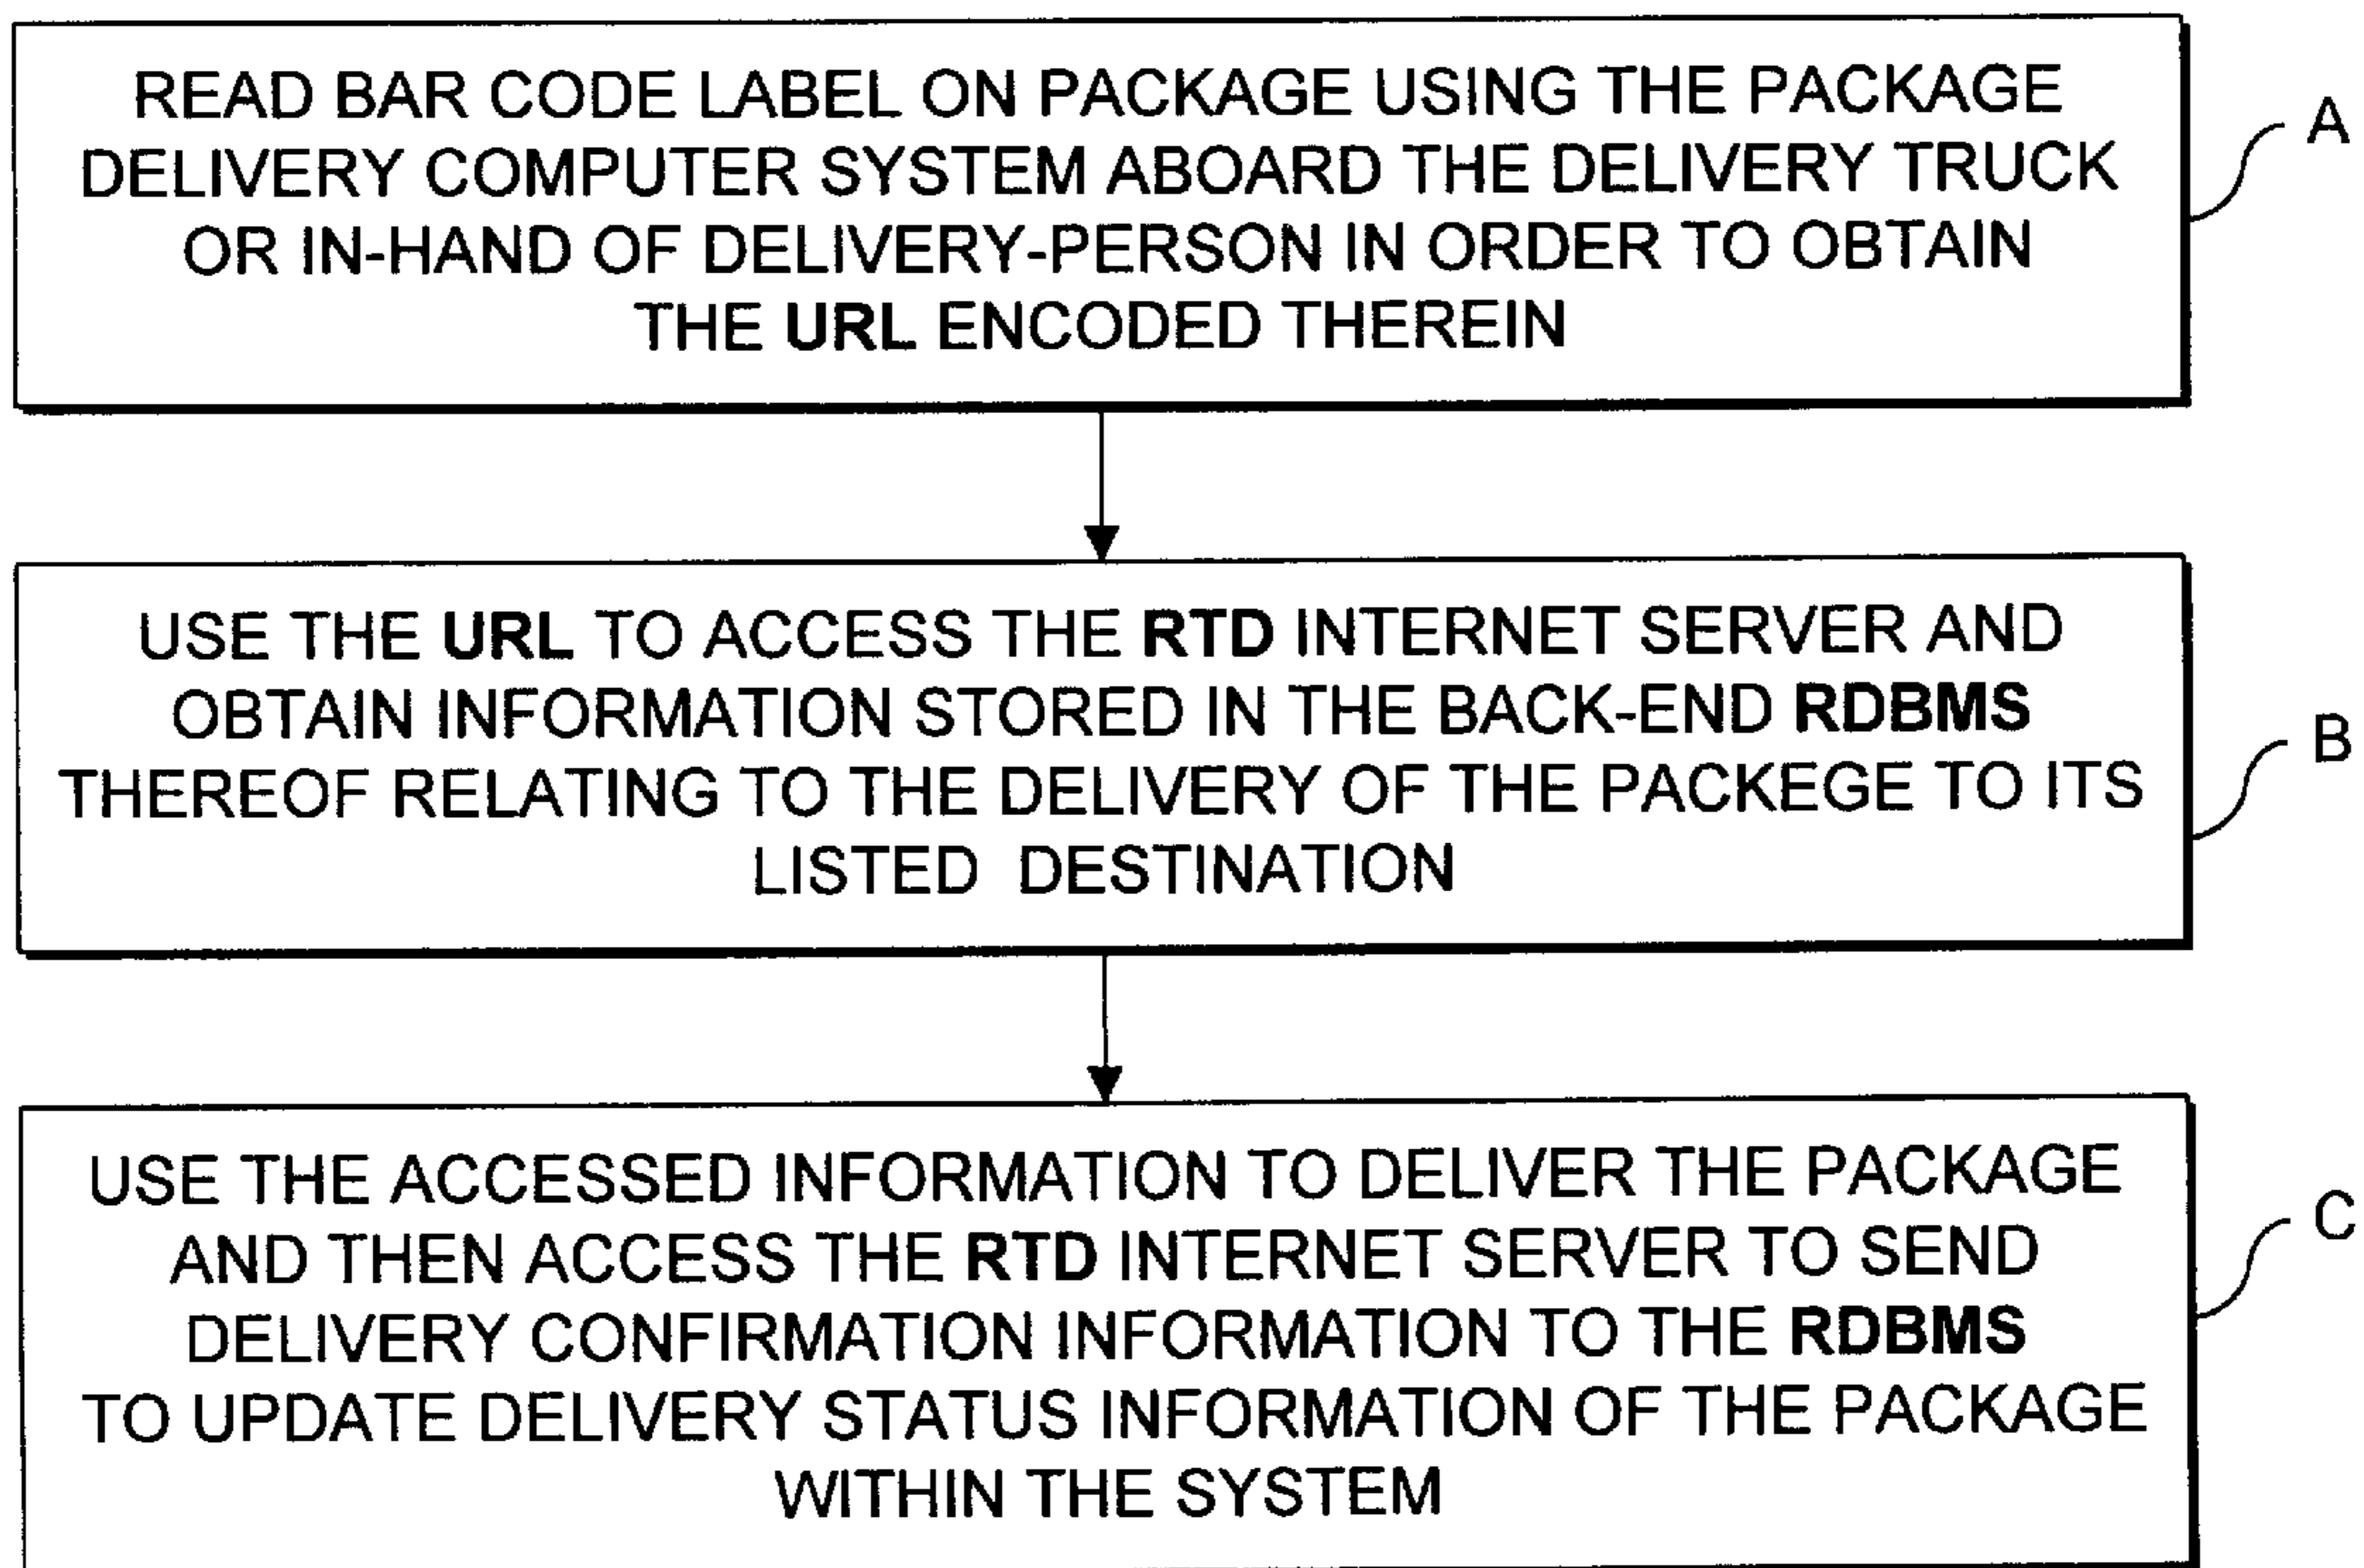 READ BAR CODE LABEL ON PACKAGE USING THE PACKAGE
DELIVERY COMPUTER SYSTEM ABOARD THE DELIVERY TRUCK
OR IN-HAND OF DELIVERY-PERSON IN ORDER TO OBTAIN
THE URL ENCODED THEREIN
A
USE THE URL TO ACCESS THE RTD INTERNET SERVER AND
OBTAIN INFORMATION STORED IN THE BACK-END RDBMS
THEREOF RELATING TO THE DELIVERY OF THE PACKEGE TO ITS
LISTED DESTINATION
B
USE THE ACCESSED INFORMATION TO DELIVER THE PACKAGE
AND THEN ACCESS THE RTD INTERNET SERVER TO SEND
DELIVERY CONFIRMATION INFORMATION TO THE RDBMS
TO UPDATE DELIVERY STATUS INFORMATION OF THE PACKAGE
WITHIN THE SYSTEM
C